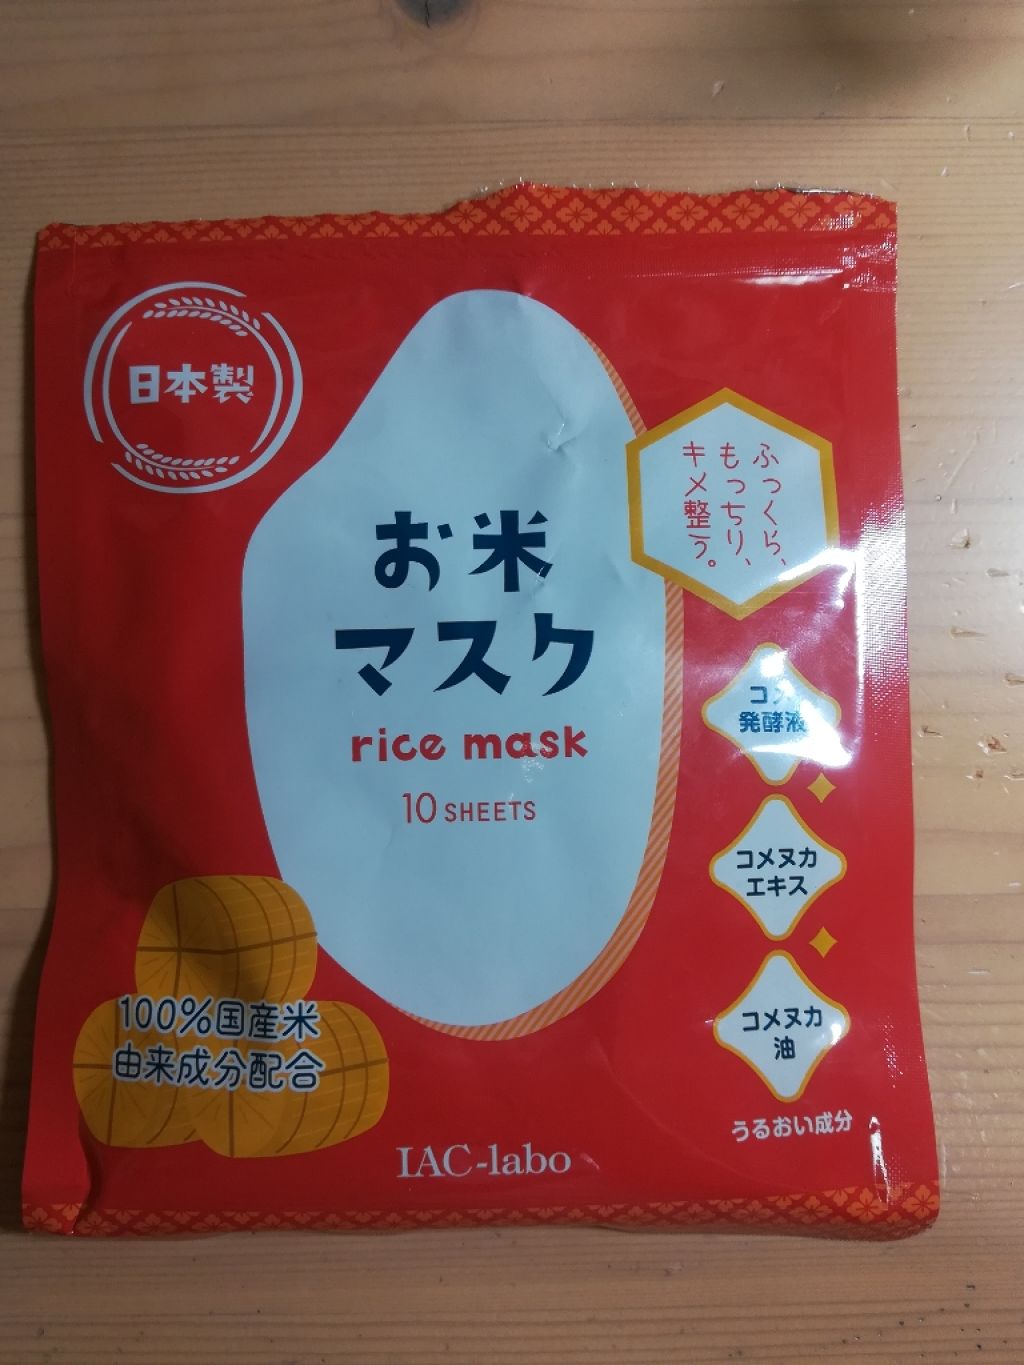 日本製
ふっくら、
もっちり、
キメ整う。
お米
マスク
rice mask
10 SHEETS
発酵液
コメヌカ
エキス
コメヌカ
油
うるおい成分
100%国産米
由来成分配合
IAC-labo